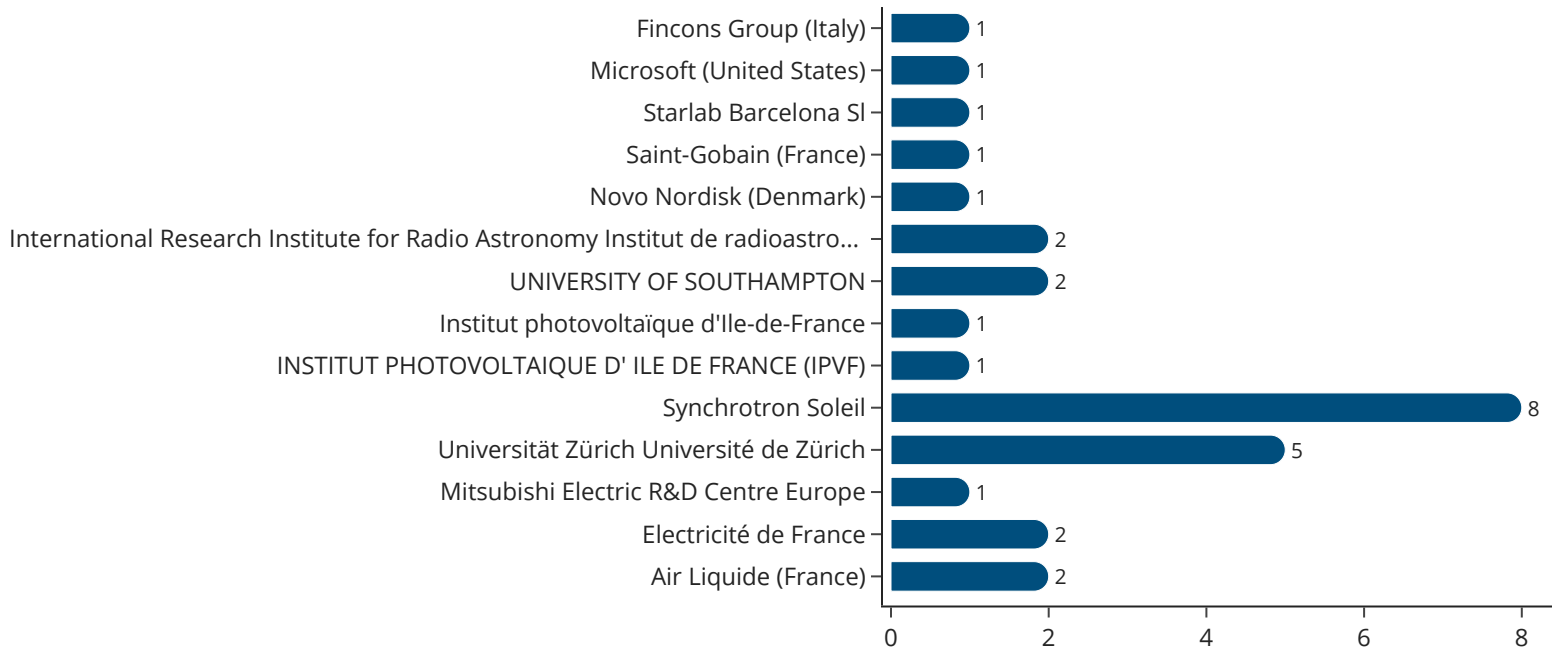 Fincons Group (Italy) 1
Microsoft (United States) 1
Starlab Barcelona Sl 1
Saint-Gobain (France) 1
Novo Nordisk (Denmark) 1
International Research Institute for Radio Astronomy Institut de radioastro... 2
UNIVERSITY OF SOUTHAMPTON 2
Institut photovoltaïque d'Ile-de-France 1
INSTITUT PHOTOVOLTAIQUE D' ILE DE FRANCE (IPVF) 1
Synchrotron Soleil 8
Universität Zürich Université de Zürich 5
Mitsubishi Electric R&D Centre Europe 1
Electricité de France 2
Air Liquide (France) 2
0 2 4 6 8